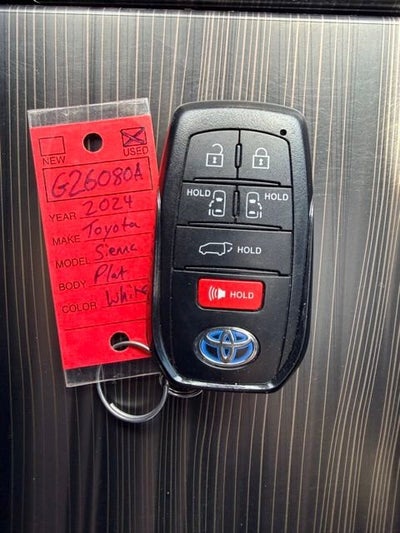 NEW
USED
G26080A
YEAR 2024
MAKE Toyota
MODEL Sienna
BODY Plat
COLOR White
HOLD HOLD
HOLD
HOLD